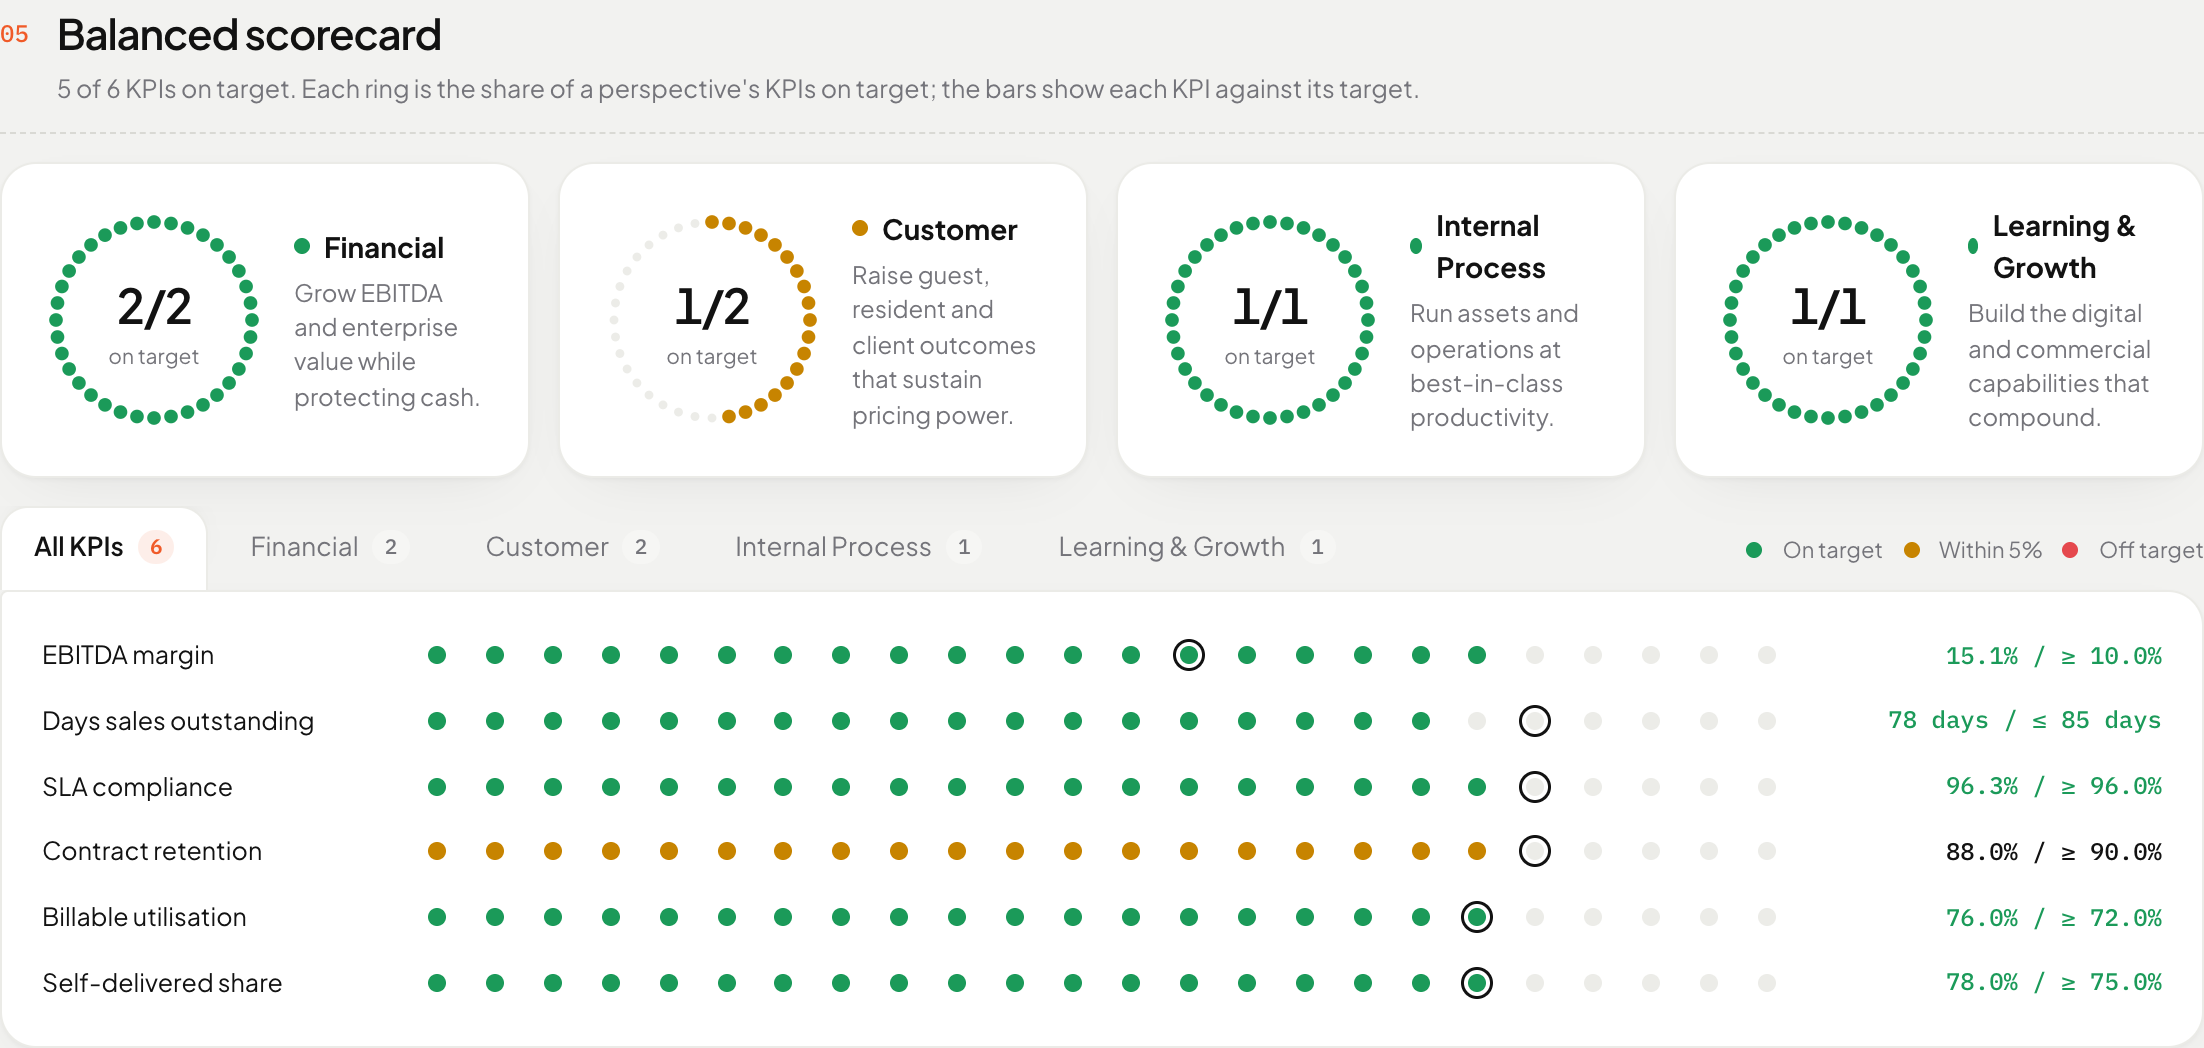 05 Balanced scorecard
5 of 6 KPIs on target. Each ring is the share of a perspective's KPIs on target; the bars show each KPI against its target.
2/2
on target
Financial
Grow EBITDA
and enterprise
value while
protecting cash.
1/2
on target
Customer
Raise guest,
resident and
client outcomes
that sustain
pricing power.
1/1
on target
Internal
Process
Run assets and
operations at
best-in-class
productivity.
1/1
on target
Learning &
Growth
Build the digital
and commercial
capabilities that
compound.
All KPIs 6 Financial 2 Customer 2 Internal Process 1 Learning & Growth 1 On target Within 5% Off target
EBITDA margin 15.1% / ≥ 10.0%
Days sales outstanding 78 days / ≤ 85 days
SLA compliance 96.3% / ≥ 96.0%
Contract retention 88.0% / ≥ 90.0%
Billable utilisation 76.0% / ≥ 72.0%
Self-delivered share 78.0% / ≥ 75.0%